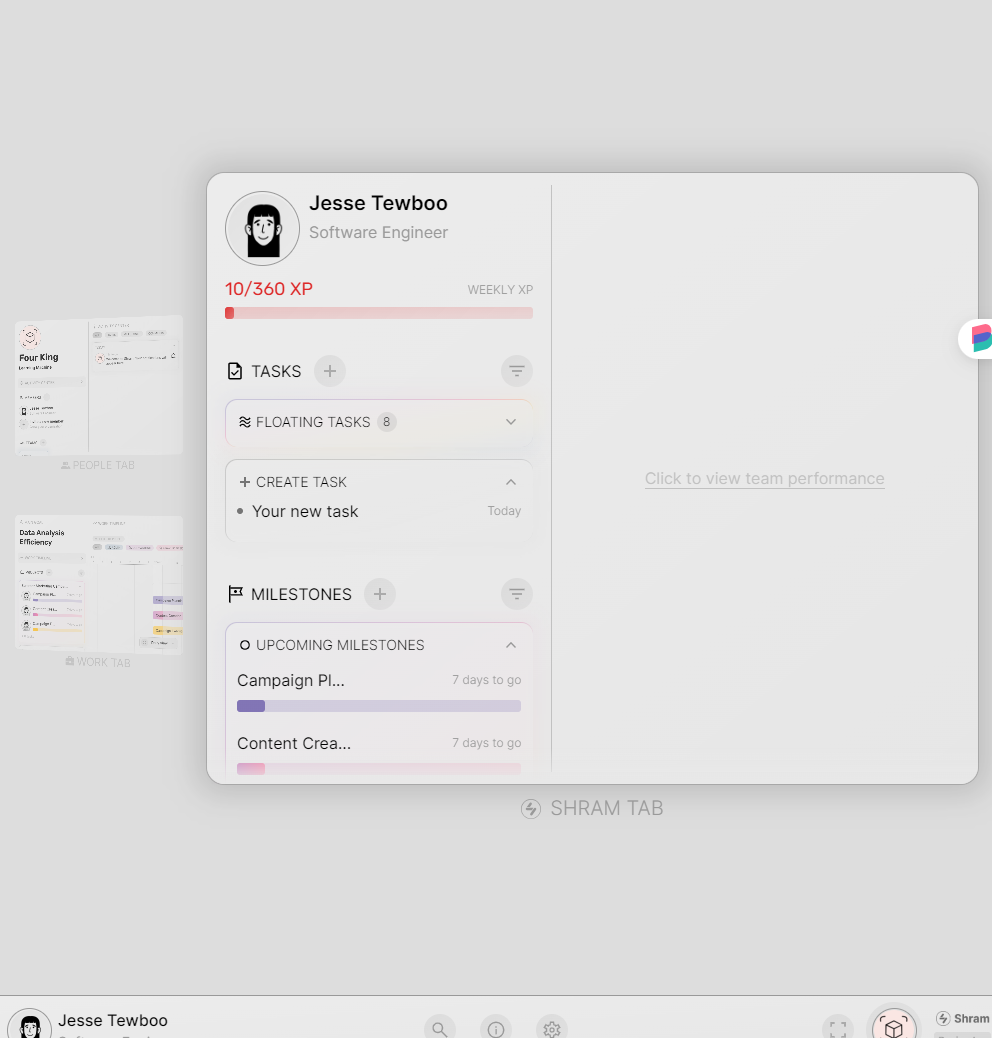 Jesse Tewboo
Software Engineer
10/360 XP
WEEKLY XP
TASKS
FLOATING TASKS 8
CREATE TASK
Your new task
Today
MILESTONES
UPCOMING MILESTONES
Campaign Pl...
7 days to go
Content Crea...
7 days to go
Click to view team performance
SHRAM TAB
Four King
Learning Machine
PEOPLE TAB
Data Analysis
Efficiency
WORK TAB
Jesse Tewboo
Shram